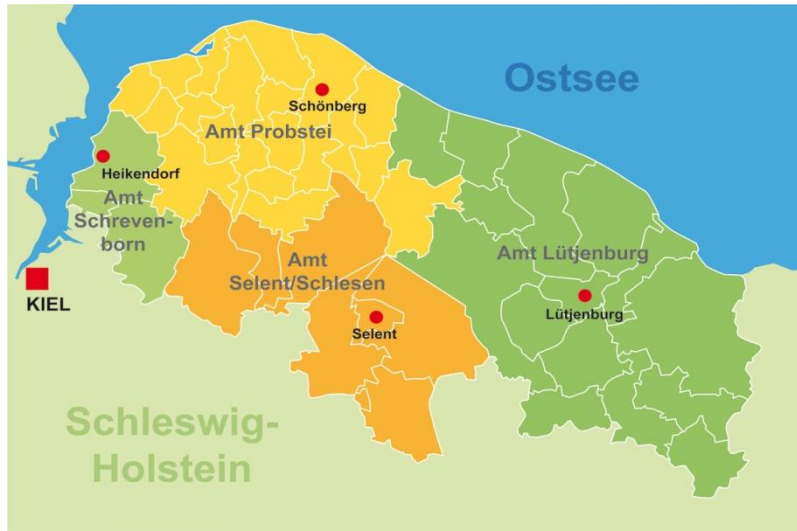 Ostsee
Schönberg
Amt Probstei
Heikendorf
Amt
Schreven-
born
Amt
Selent/Schlesen
Amt Lütjenburg
KIEL
Selent
Lütjenburg
Schleswig-
Holstein